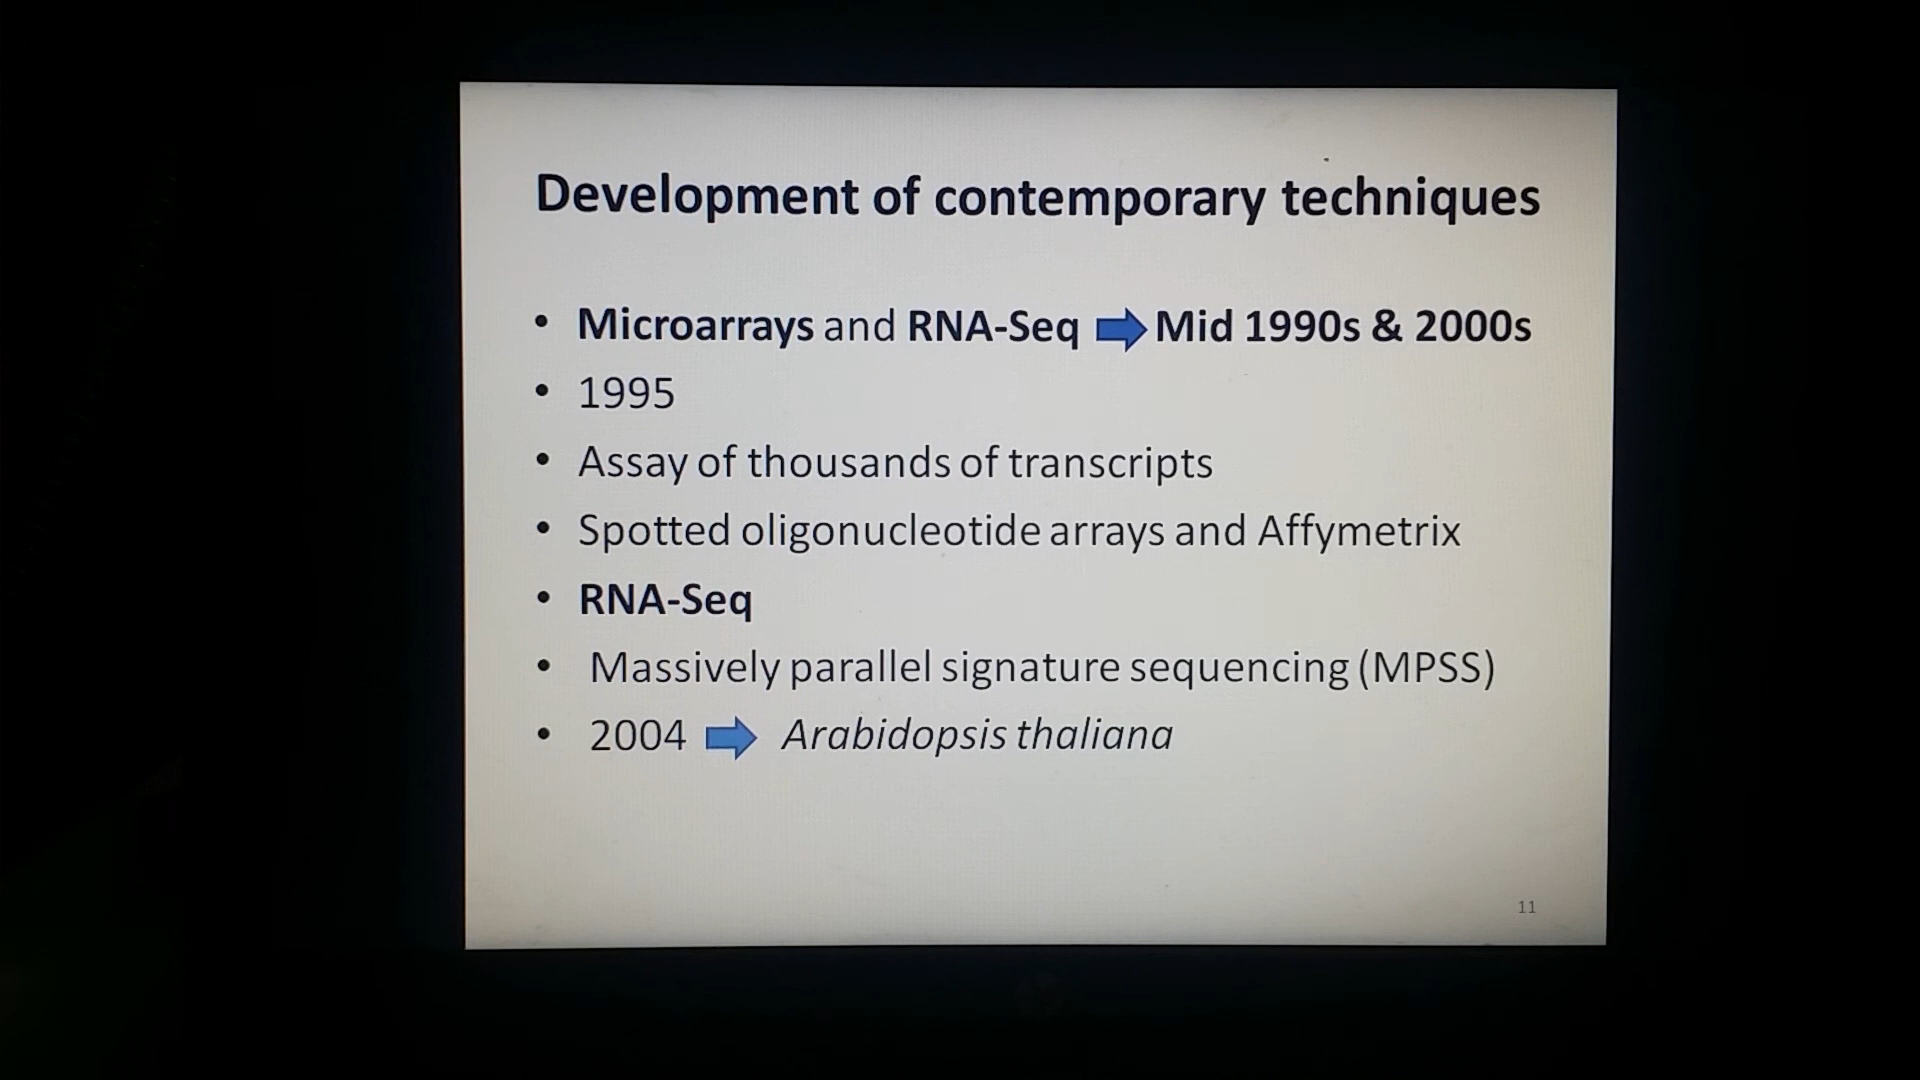 Development of contemporary techniques
• Microarrays and RNA-Seq ➡ Mid 1990s & 2000s
• 1995
• Assay of thousands of transcripts
• Spotted oligonucleotide arrays and Affymetrix
• RNA-Seq
• Massively parallel signature sequencing (MPSS)
• 2004 ➡ Arabidopsis thaliana
11